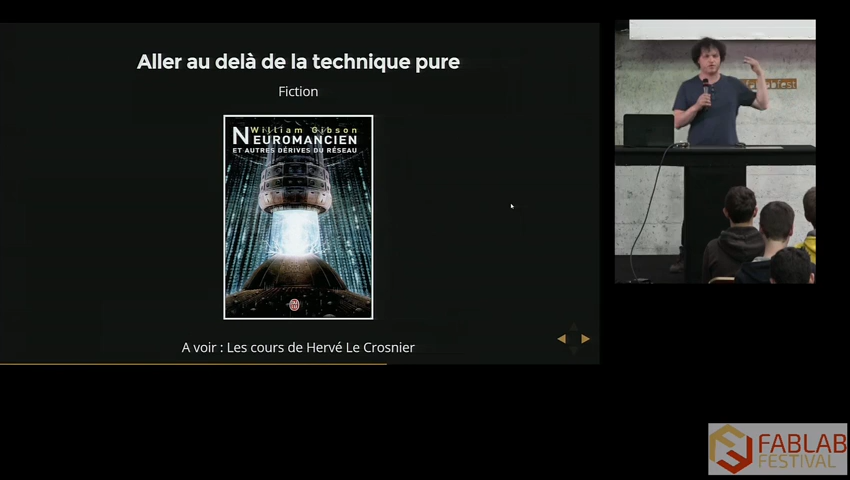 Aller au delà de la technique pure
Fiction
William Gibson
NEUROMANCIEN
ET AUTRES DÉRIVES DU RÉSEAU
A voir : Les cours de Hervé Le Crosnier
FABLAB
FESTIVAL